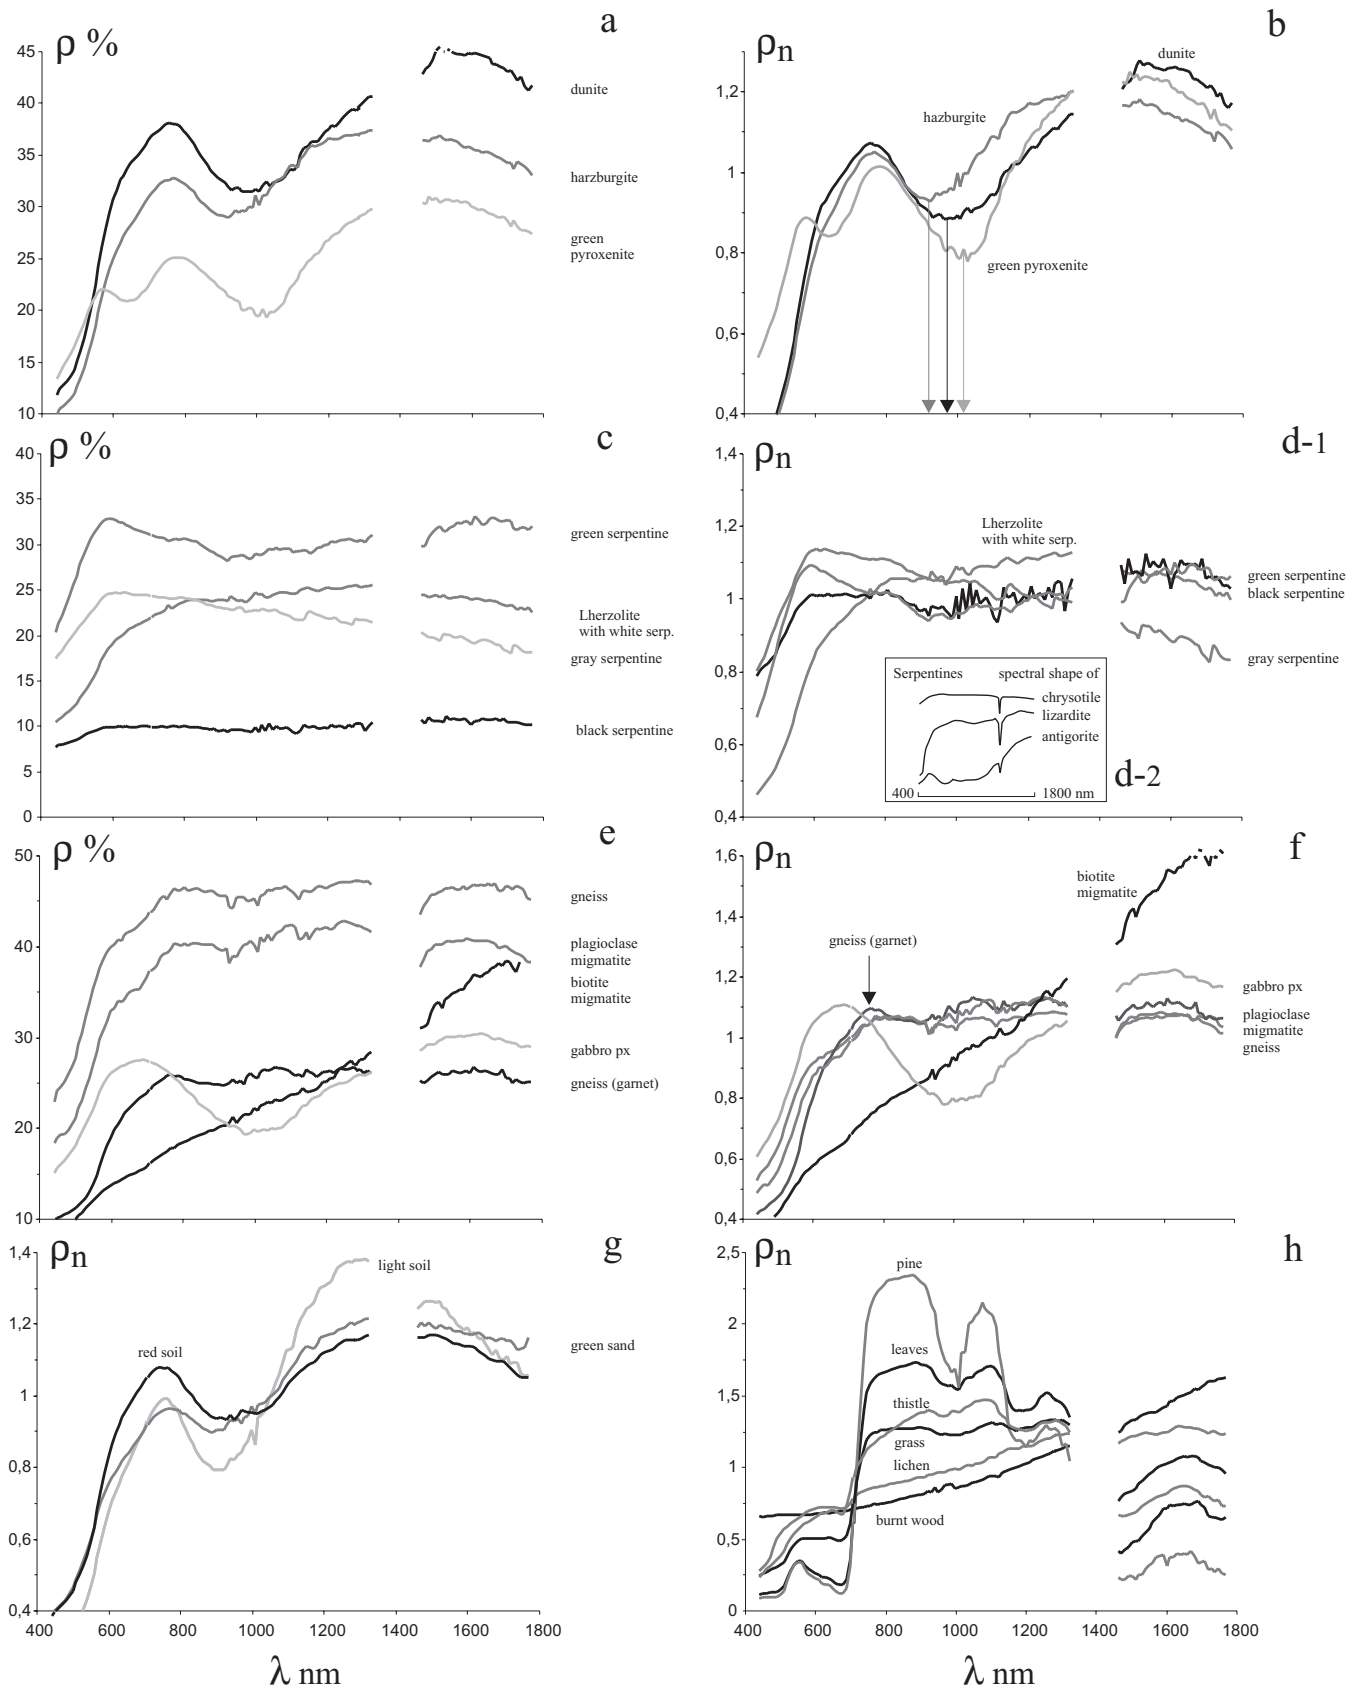 a
ρ %
45
40
35
30
25
20
15
10
dunite
harzburgite
green
pyroxenite
b
ρn
1,2
1
0,8
0,6
0,4
dunite
hazburgite
green pyroxenite
c
ρ %
40
35
30
25
20
15
10
5
0
green serpentine
Lherzolite
with white serp.
gray serpentine
black serpentine
d-1
ρn
1,4
1,2
1
0,8
0,6
0,4
Lherzolite
with white serp.
green serpentine
black serpentine
gray serpentine
Serpentines spectral shape of
chrysotile
lizardite
antigorite
400 1800 nm
d-2
e
ρ %
50
40
30
20
10
gneiss
plagioclase
migmatite
biotite
migmatite
gabbro px
gneiss (garnet)
f
ρn
1,6
1,4
1,2
1
0,8
0,6
0,4
biotite
migmatite
gneiss (garnet)
gabbro px
plagioclase
migmatite
gneiss
g
ρn
1,4
1,2
1
0,8
0,6
0,4
light soil
red soil
green sand
400 600 800 1000 1200 1400 1600 1800
λ nm
h
ρn
2,5
2
1,5
1
0,5
0
pine
leaves
thistle
grass
lichen
burnt wood
400 600 800 1000 1200 1400 1600 1800
λ nm